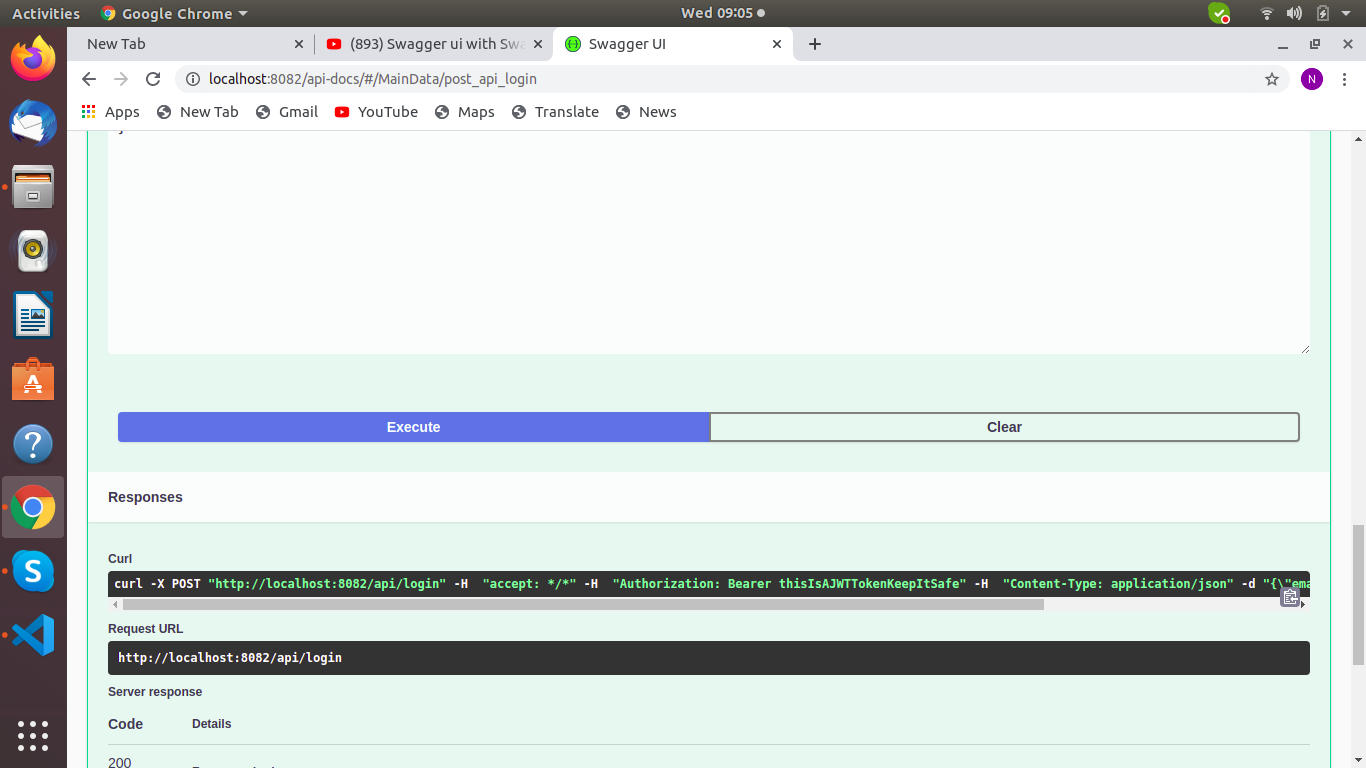 Activities Google Chrome Wed 09:05
New Tab (893) Swagger ui with Swa Swagger UI
localhost:8082/api-docs/#/MainData/post_api_login N
Apps New Tab Gmail YouTube Maps Translate News
Execute Clear
Responses
Curl
curl -X POST "http://localhost:8082/api/login" -H  "accept: */*" -H  "Authorization: Bearer thisIsAJWTTokenKeepItSafe" -H  "Content-Type: application/json" -d "{\"ema
Request URL
http://localhost:8082/api/login
Server response
Code Details
200